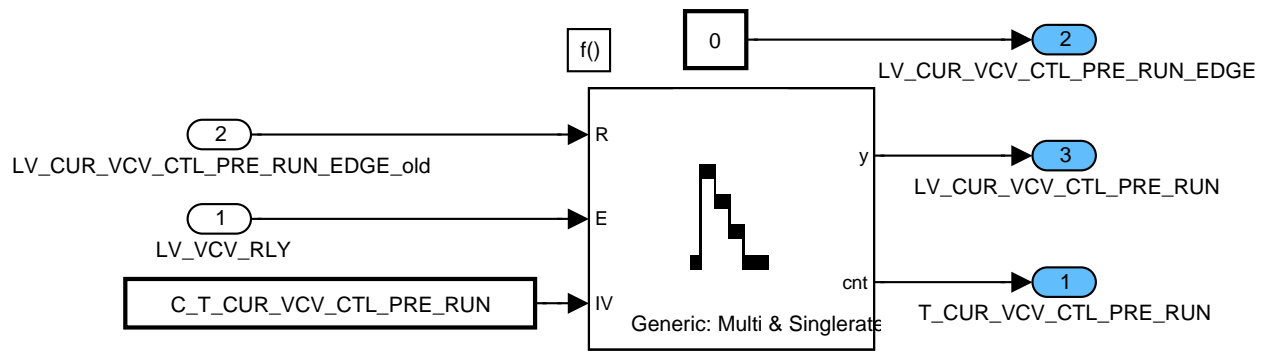 0
2
LV_CUR_VCV_CTL_PRE_RUN_EDGE
f()
2
LV_CUR_VCV_CTL_PRE_RUN_EDGE_old
R
y
3
LV_CUR_VCV_CTL_PRE_RUN
1
LV_VCV_RLY
E
C_T_CUR_VCV_CTL_PRE_RUN
IV
cnt
1
T_CUR_VCV_CTL_PRE_RUN
Generic: Multi & Singlerate